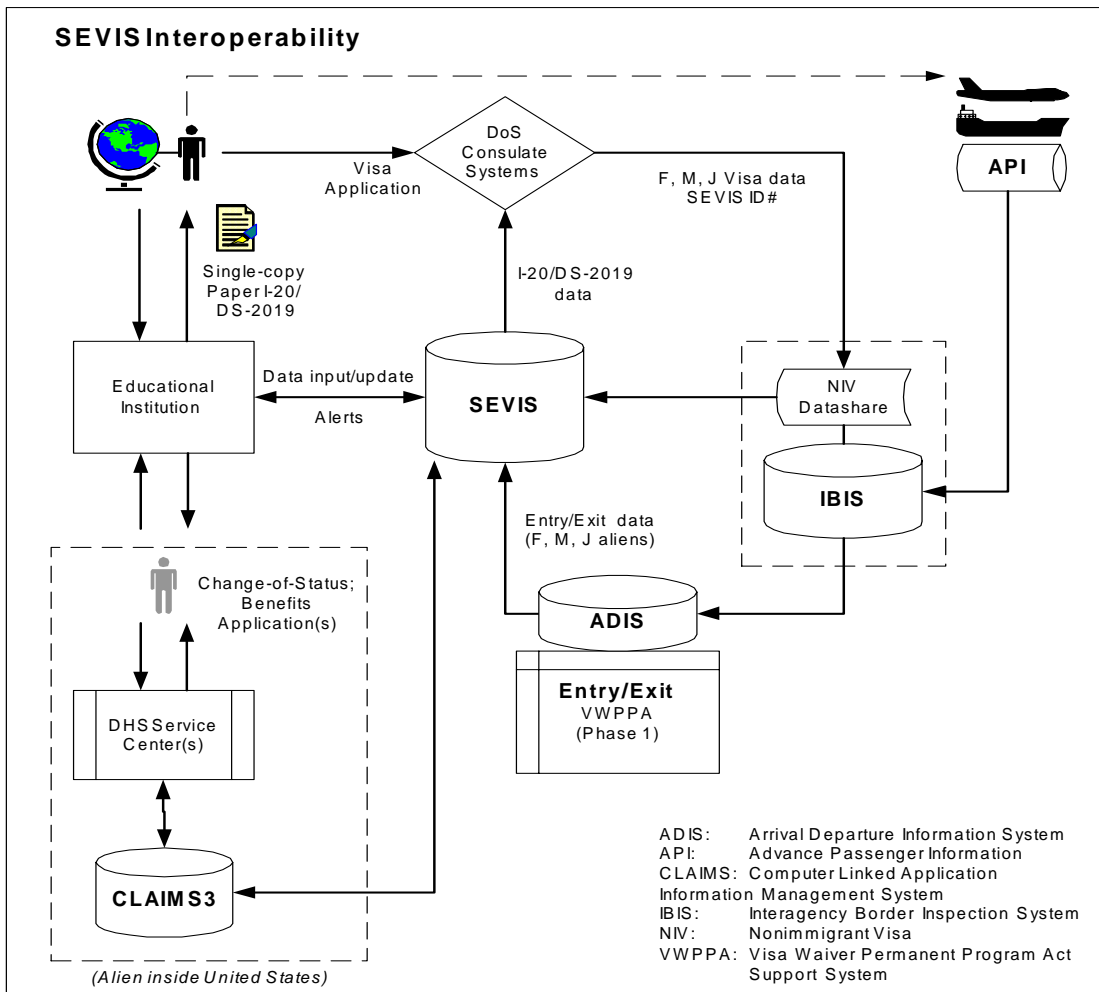 SEVIS Interoperability
DoS
Consulate
Systems
Visa
Application
F, M, J Visa data
SEVIS ID#
API
Single-copy
Paper I-20/
DS-2019
I-20/DS-2019
data
Educational
Institution
Data input/update
Alerts
SEVIS
NIV
Datashare
IBIS
Entry/Exit data
(F, M, J aliens)
Change-of-Status;
Benefits
Application(s)
ADIS
Entry/Exit
VWPPA
(Phase 1)
DHS Service
Center(s)
CLAIMS3
(Alien inside United States)
ADIS: Arrival Departure Information System
API: Advance Passenger Information
CLAIMS: Computer Linked Application
Information Management System
IBIS: Interagency Border Inspection System
NIV: Nonimmigrant Visa
VWPPA: Visa Waiver Permanent Program Act
Support System